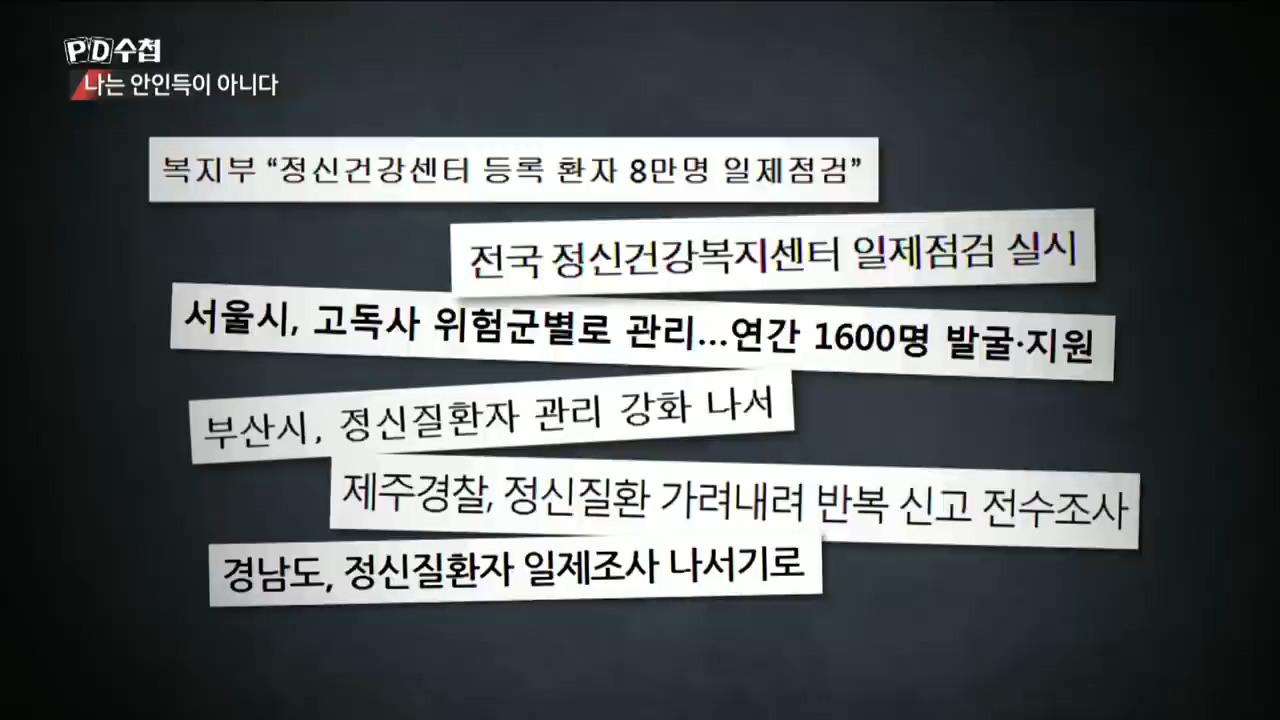 PD수첩
나는 안인득이 아니다
복지부 “정신건강센터 등록 환자 8만명 일제점검”
전국 정신건강복지센터 일제점검 실시
서울시, 고독사 위험군별로 관리...연간 1600명 발굴·지원
부산시, 정신질환자 관리 강화 나서
제주경찰, 정신질환 가려내려 반복 신고 전수조사
경남도, 정신질환자 일제조사 나서기로